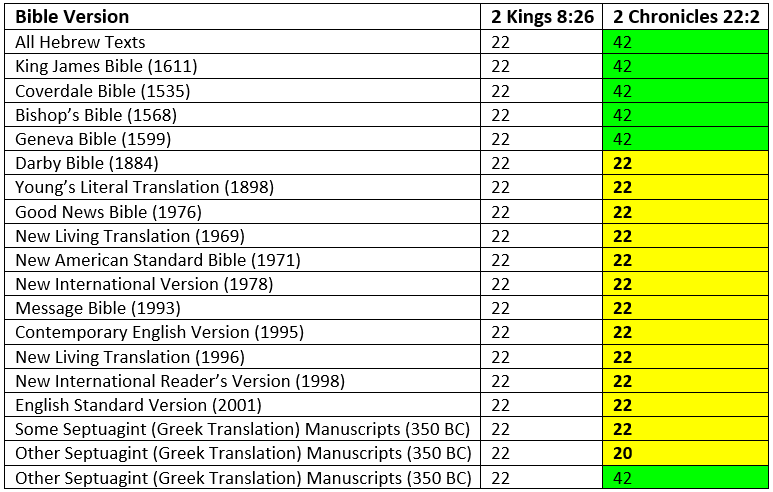 Bible Version 2 Kings 8:26 2 Chronicles 22:2
All Hebrew Texts 22 42
King James Bible (1611) 22 42
Coverdale Bible (1535) 22 42
Bishop’s Bible (1568) 22 42
Geneva Bible (1599) 22 42
Darby Bible (1884) 22 22
Young’s Literal Translation (1898) 22 22
Good News Bible (1976) 22 22
New Living Translation (1969) 22 22
New American Standard Bible (1971) 22 22
New International Version (1978) 22 22
Message Bible (1993) 22 22
Contemporary English Version (1995) 22 22
New Living Translation (1996) 22 22
New International Reader’s Version (1998) 22 22
English Standard Version (2001) 22 22
Some Septuagint (Greek Translation) Manuscripts (350 BC) 22 22
Other Septuagint (Greek Translation) Manuscripts (350 BC) 22 20
Other Septuagint (Greek Translation) Manuscripts (350 BC) 22 42